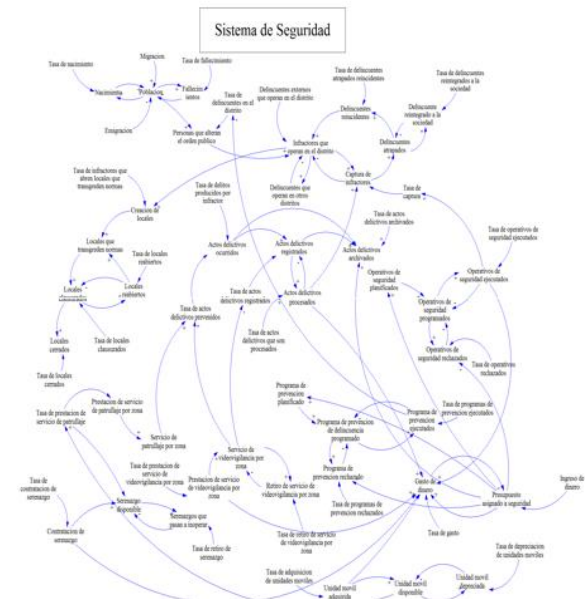 Sistema de Seguridad
Migracion
Tasa de nacimiento
Tasa de fallecimiento
Nacimientos
Poblacion
Fallecimientos
Emigracion
Tasa de
delincuentes en el
distrito
Personas que alteran
el orden publico
Delincuentes externos
que operan en el distrito
Infractores que
operan en el distrito
Delincuentes que
operan en otros
distritos
Tasa de delincuentes
atrapados reincidentes
Delincuentes
reincidentes
Tasa de delincuentes
reintegrados a la
sociedad
Delincuente
reintegrado a la
sociedad
Delincuentes
atrapados
Captura de
infractores
Tasa de
captura
Tasa de infractores que
abren locales que
transgreden normas
Creacion de
locales
Tasa de delitos
producidos por
infractor
Tasa de actos
delictivos archivados
Locales que
transgreden normas
Tasa de locales
reabiertos
Locales
reabiertos
Locales
clausurados
Tasa de locales
clausurados
Locales
cerrados
Tasa de locales
cerrados
Actos delictivos
ocurridos
Actos delictivos
registrados
Actos delictivos
archivados
Actos delictivos
procesados
Tasa de actos
delictivos registrados
Tasa de actos
delictivos prevenidos
Tasa de actos
delictivos que son
procesados
Tasa de operativos de
seguridad ejecutados
Operativos de
seguridad planificados
Operativos de
seguridad ejecutados
Operativos de
seguridad
programados
Operativos de
seguridad rechazados
Tasa de operativos
rechazados
Prestacion de servicio
de patrullaje por zona
Tasa de prestacion de
servicio de patrullaje
Servicio de
patrullaje por zona
Programa de
prevencion
planificado
Programa de prevencion
de delincuencia
programado
Programa de
prevencion
ejecutados
Tasa de programas de
prevencion ejecutados
Programa de
prevencion rechazado
Tasa de programas de
prevencion rechazados
Servicio de
videovigilancia por
zona
Tasa de prestacion de
servicio de
videovigilancia por zona
Prestacion de servicio
de videovigilancia por
zona
Retiro de servicio de
videovigilancia por zona
Tasa de retiro de servicio
de videovigilancia por
zona
Gasto de
dinero
Presupuesto
asignado a seguridad
Ingreso de
dinero
Tasa de gasto
Tasa de
contratacion de
serenazgo
Contratacion de
serenazgo
Serenazgo
disponible
Serenazgos que
pasan a inoperar
Tasa de retiro de
serenazgo
Tasa de adquisicion
de unidades moviles
Unidad movil
adquirida
Unidad movil
disponible
Unidad movil
depreciada
Tasa de depreciacion
de unidades moviles